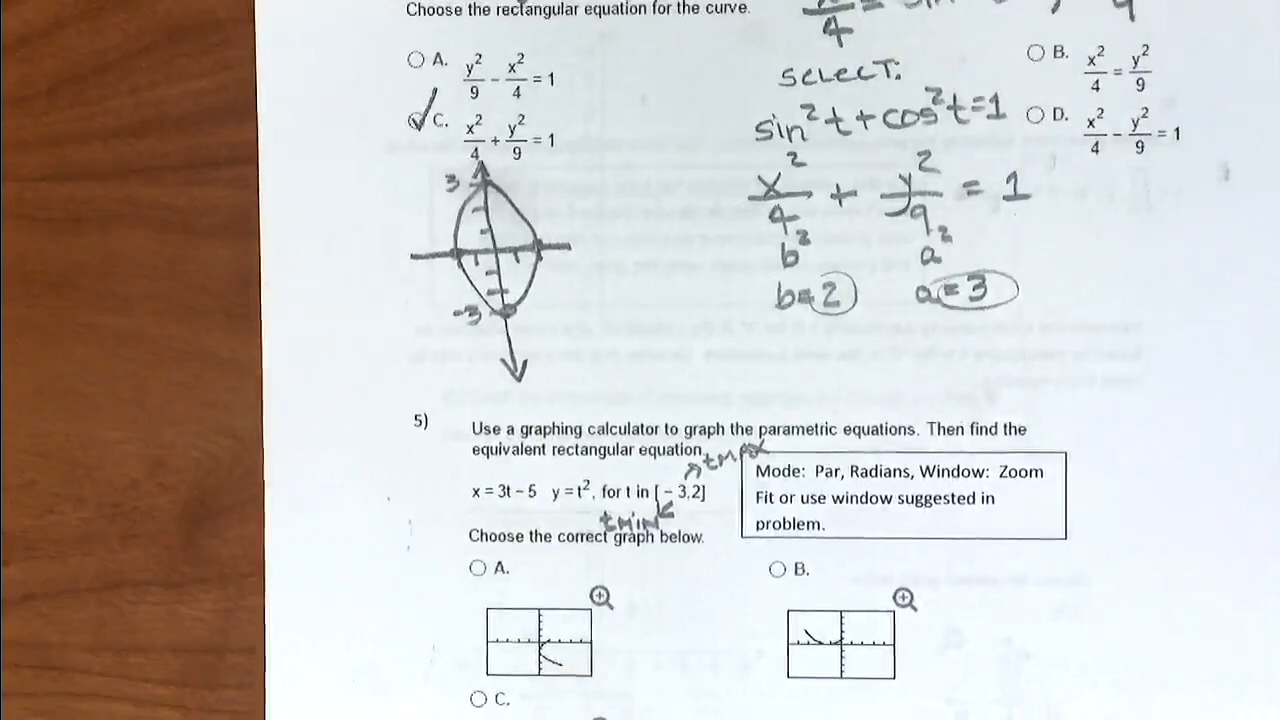 Choose the rectangular equation for the curve.
4 =
A. y²/9 - x²/4 = 1
B. x²/4 = y²/9
SELECT:
C. x²/4 + y²/9 = 1
sin²t + cos²t = 1
D. x²/4 - y²/9 = 1
x²/4 + y²/9 = 1
3
b² a²
b = 2 a = 3
-3
5)
Use a graphing calculator to graph the parametric equations. Then find the
equivalent rectangular equation.
tMAX
x = 3t - 5 y = t², for t in [ - 3,2]
tMIN
Mode: Par, Radians, Window: Zoom
Fit or use window suggested in
problem.
Choose the correct graph below.
A.
B.
C.